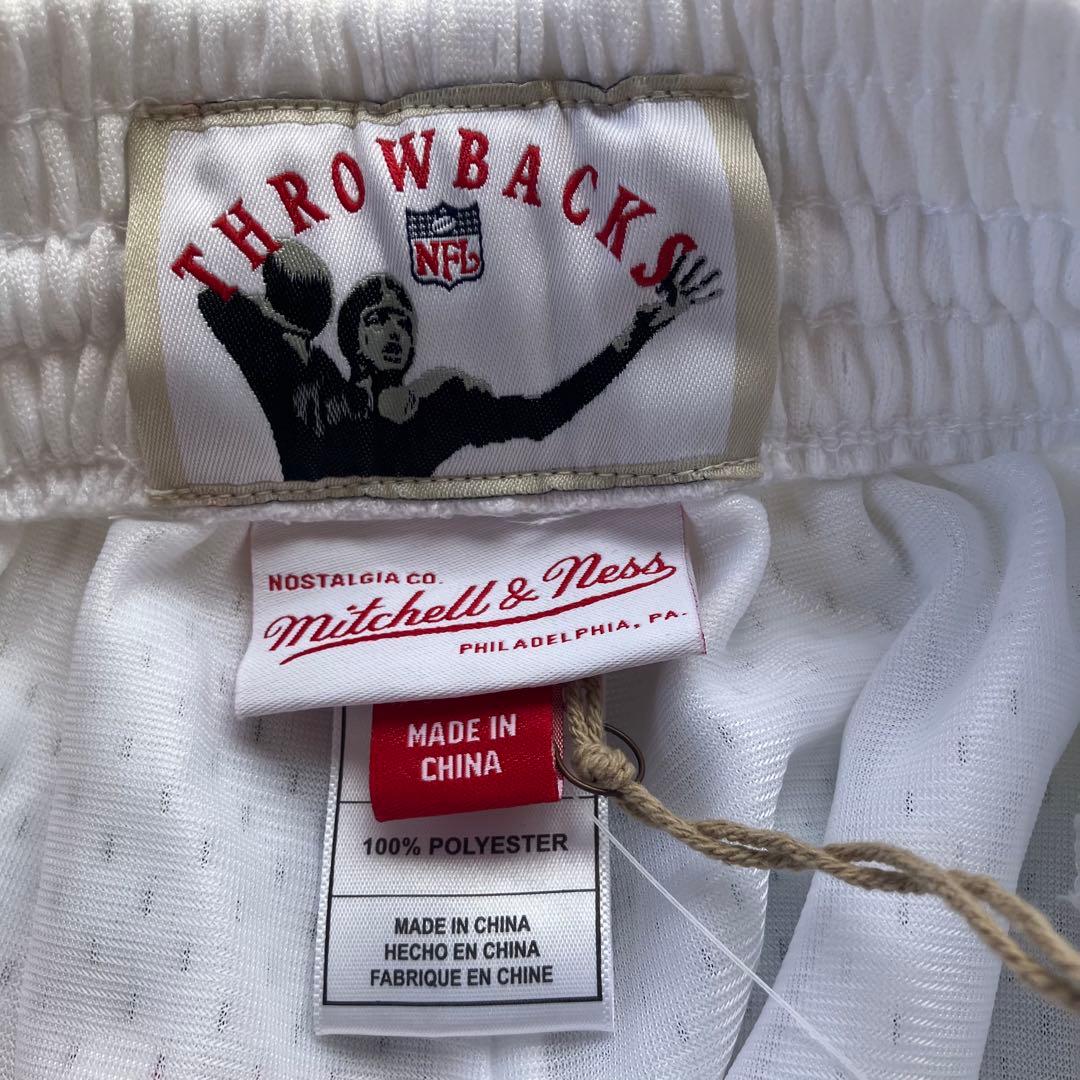 THROWBACKS
NFL
NOSTALGIA CO.
Mitchell & Ness
PHILADELPHIA, PA.
MADE IN
CHINA
100% POLYESTER
MADE IN CHINA
HECHO EN CHINA
FABRIQUE EN CHINE